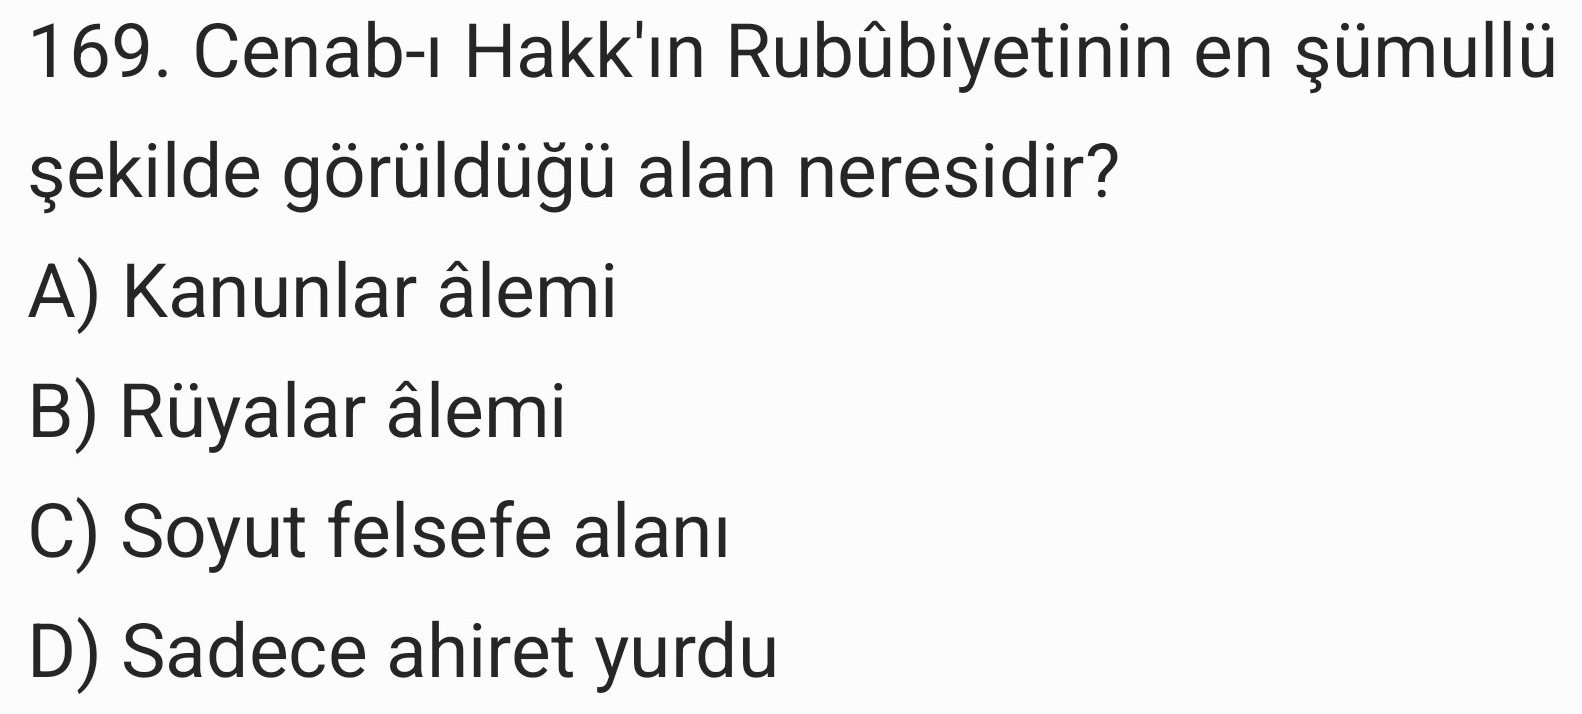 169. Cenab-ı Hakk'ın Rubûbiyetinin en şümullü
şekilde görüldüğü alan neresidir?
A) Kanunlar âlemi
B) Rüyalar âlemi
C) Soyut felsefe alanı
D) Sadece ahiret yurdu